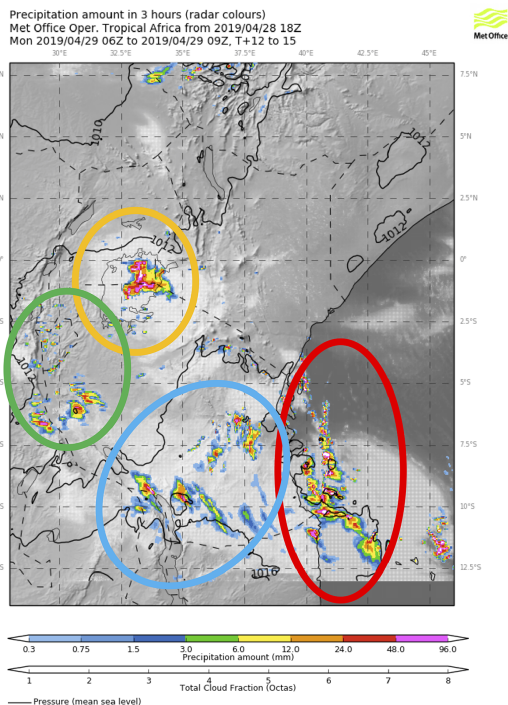 Precipitation amount in 3 hours (radar colours)
Met Office Oper. Tropical Africa from 2019/04/28 18Z
Mon 2019/04/29 06Z to 2019/04/29 09Z, T+12 to 15
Met Office
30°E 32.5°E 35°E 37.5°E 40°E 42.5°E 45°E
7.5°N
1010
5°N
1012
2.5°N
1012
0°
2.5°S
5°S
7.5°S
10°S
1016
12.5°S
0.3 0.75 1.5 3.0 6.0 12.0 24.0 48.0 96.0
Precipitation amount (mm)
1 2 3 4 5 6 7 8
Total Cloud Fraction (Octas)
Pressure (mean sea level)